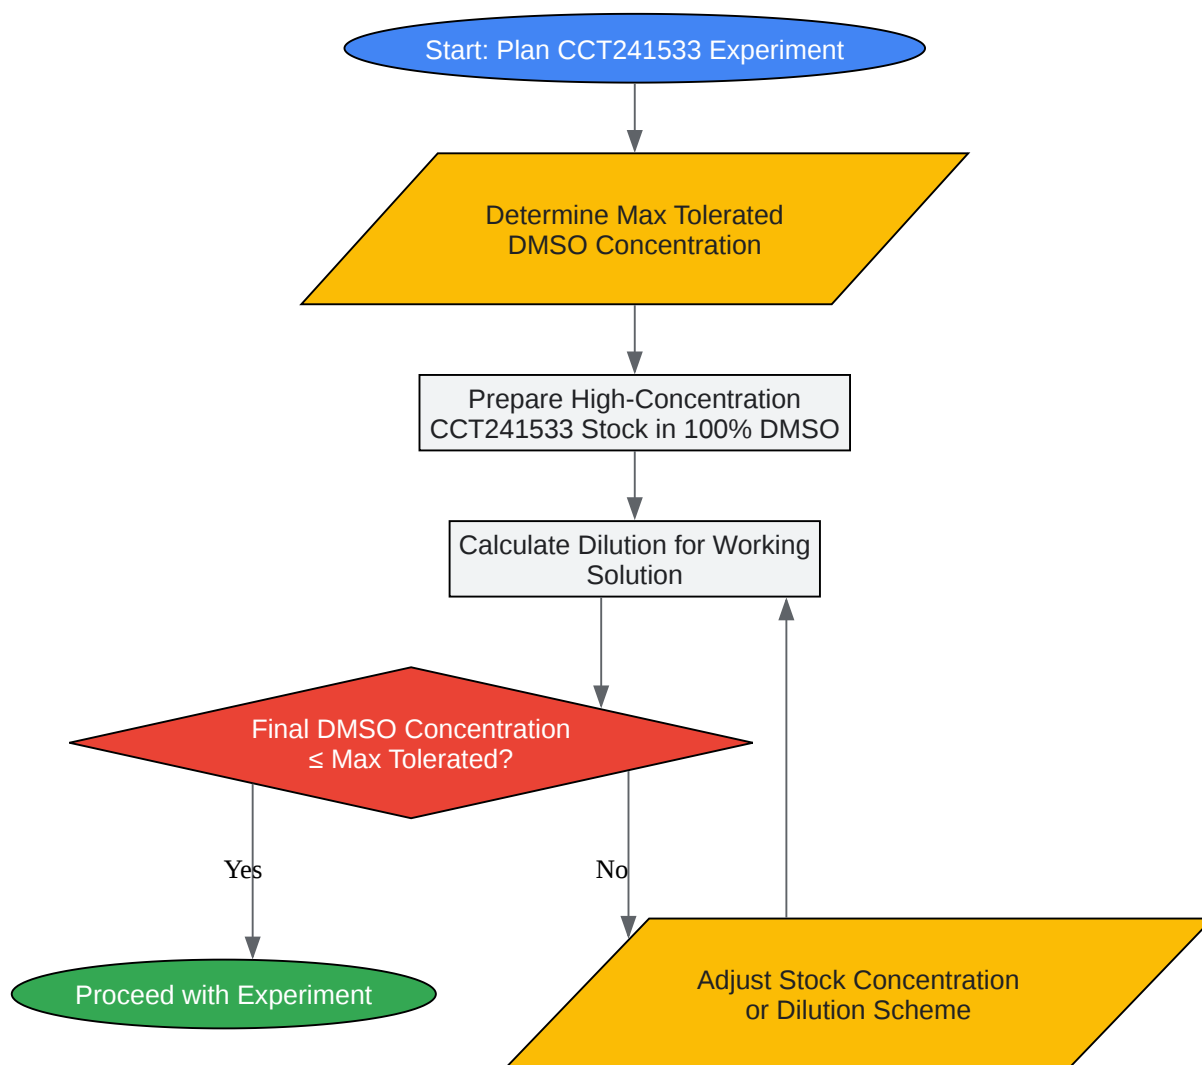 Start: Plan CCT241533 Experiment
Determine Max Tolerated
DMSO Concentration
Prepare High-Concentration
CCT241533 Stock in 100% DMSO
Calculate Dilution for Working
Solution
Final DMSO Concentration
≤ Max Tolerated?
Yes
No
Proceed with Experiment
Adjust Stock Concentration
or Dilution Scheme